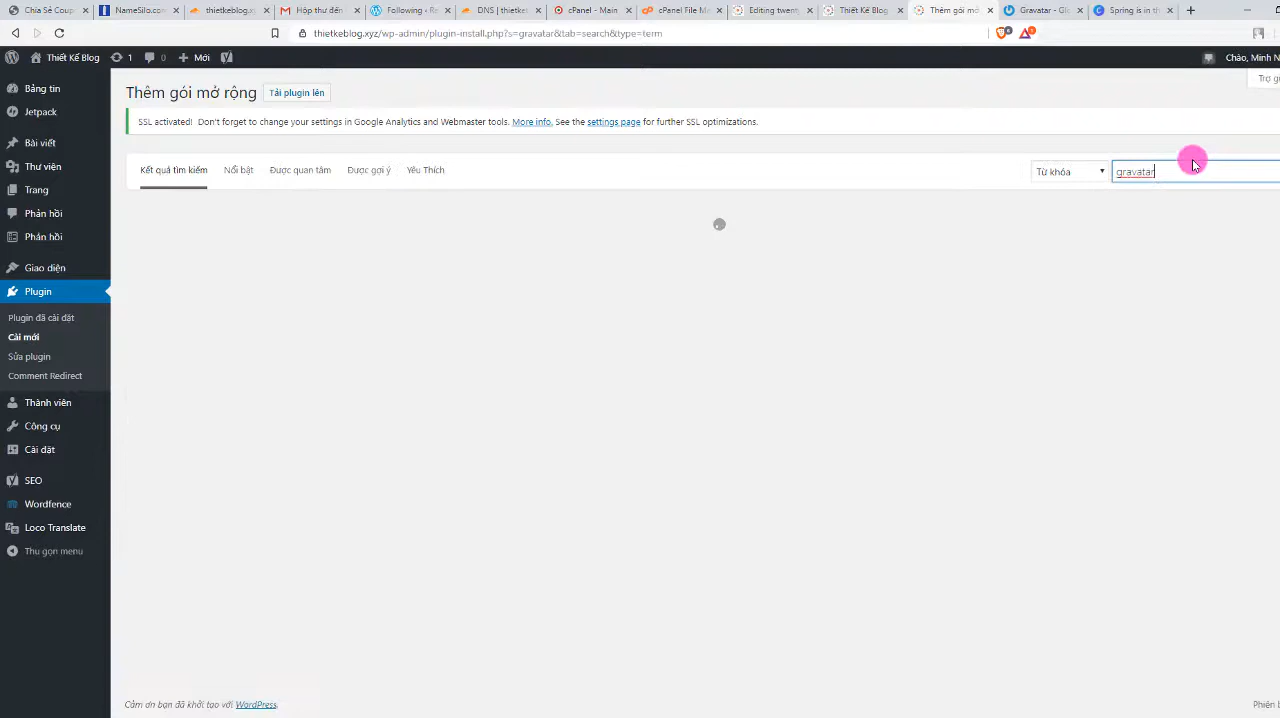 Chia Sẻ Coup
NameSilo.co
thietkeblog.xy
Hộp thư đến
Following ‹ R
DNS | thietke
cPanel - Main
cPanel File M
Editing twent
Thiết Kế Blog
Thêm gói mở
Gravatar - Gl
Spring is in th
thietkeblog.xyz/wp-admin/plugin-install.php?s=gravatar&tab=search&type=term
Thiết Kế Blog 1 0 Mới
Chào, Minh N
Trợ g
Bảng tin
Jetpack
Bài viết
Thư viện
Trang
Phản hồi
Phản hồi
Giao diện
Plugin
Plugin đã cài đặt
Cài mới
Sửa plugin
Comment Redirect
Thành viên
Công cụ
Cài đặt
SEO
Wordfence
Loco Translate
Thu gọn menu
Thêm gói mở rộng Tải plugin lên
SSL activated! Don't forget to change your settings in Google Analytics and Webmaster tools. More info. See the settings page for further SSL optimizations.
Kết quả tìm kiếm Nổi bật Được quan tâm Được gợi ý Yêu Thích
Từ khóa gravatar
Cảm ơn bạn đã khởi tạo với WordPress.
Phiên b